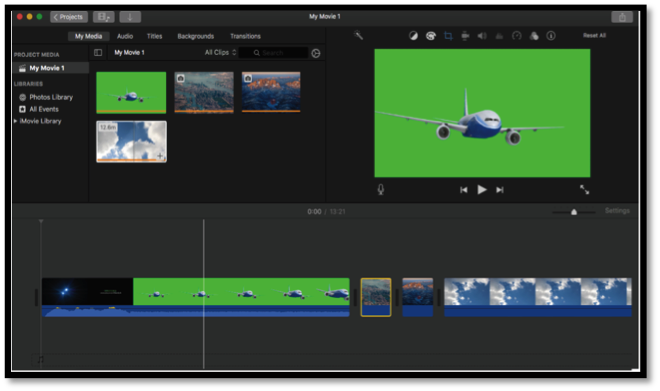 Projects
My Movie 1
My Media Audio Titles Backgrounds Transitions
Reset All
PROJECT MEDIA
My Movie 1
LIBRARIES
Photos Library
All Events
iMovie Library
My Movie 1 All Clips Search
12.6m
0:00 / 13:21
Settings